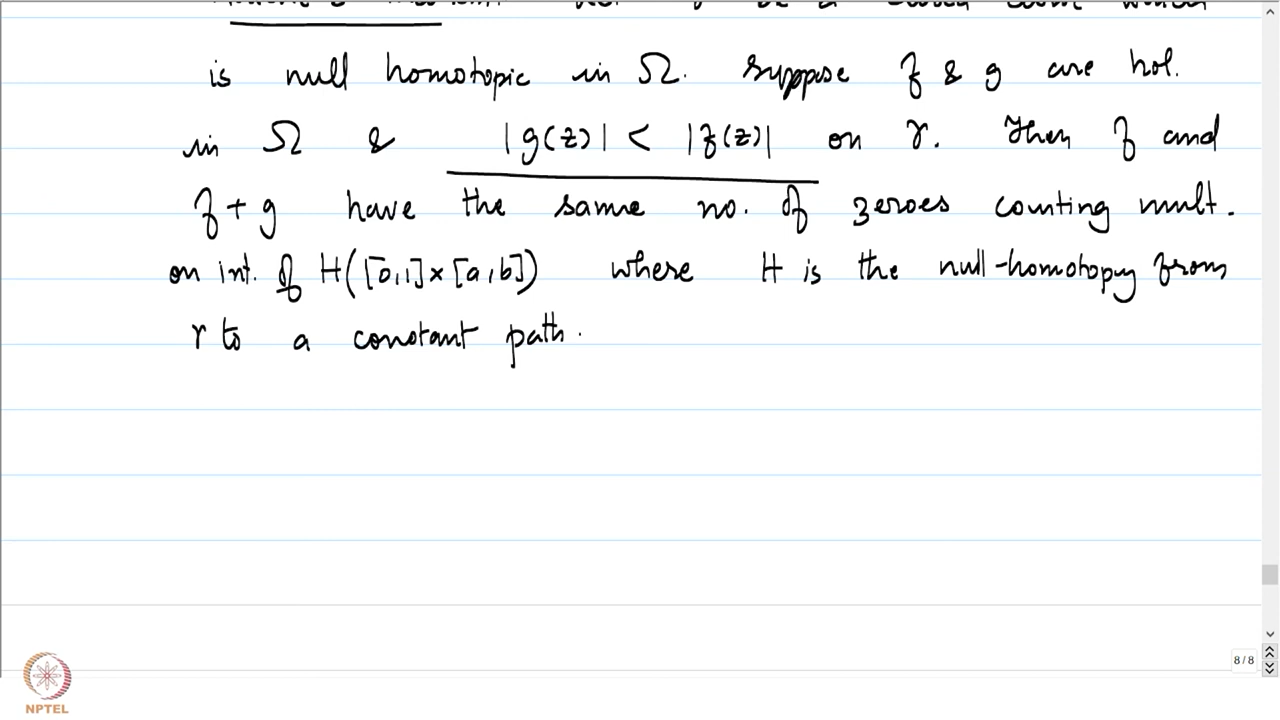 is null homotopic in Ω. Suppose f & g are hol.
in Ω & |g(z)| < |f(z)| on γ. Then f and
f + g have the same no. of zeroes counting mult.
on int. of H([0,1]×[a,b]) where H is the null-homotopy from
γ to a constant path.
8 / 8
NPTEL